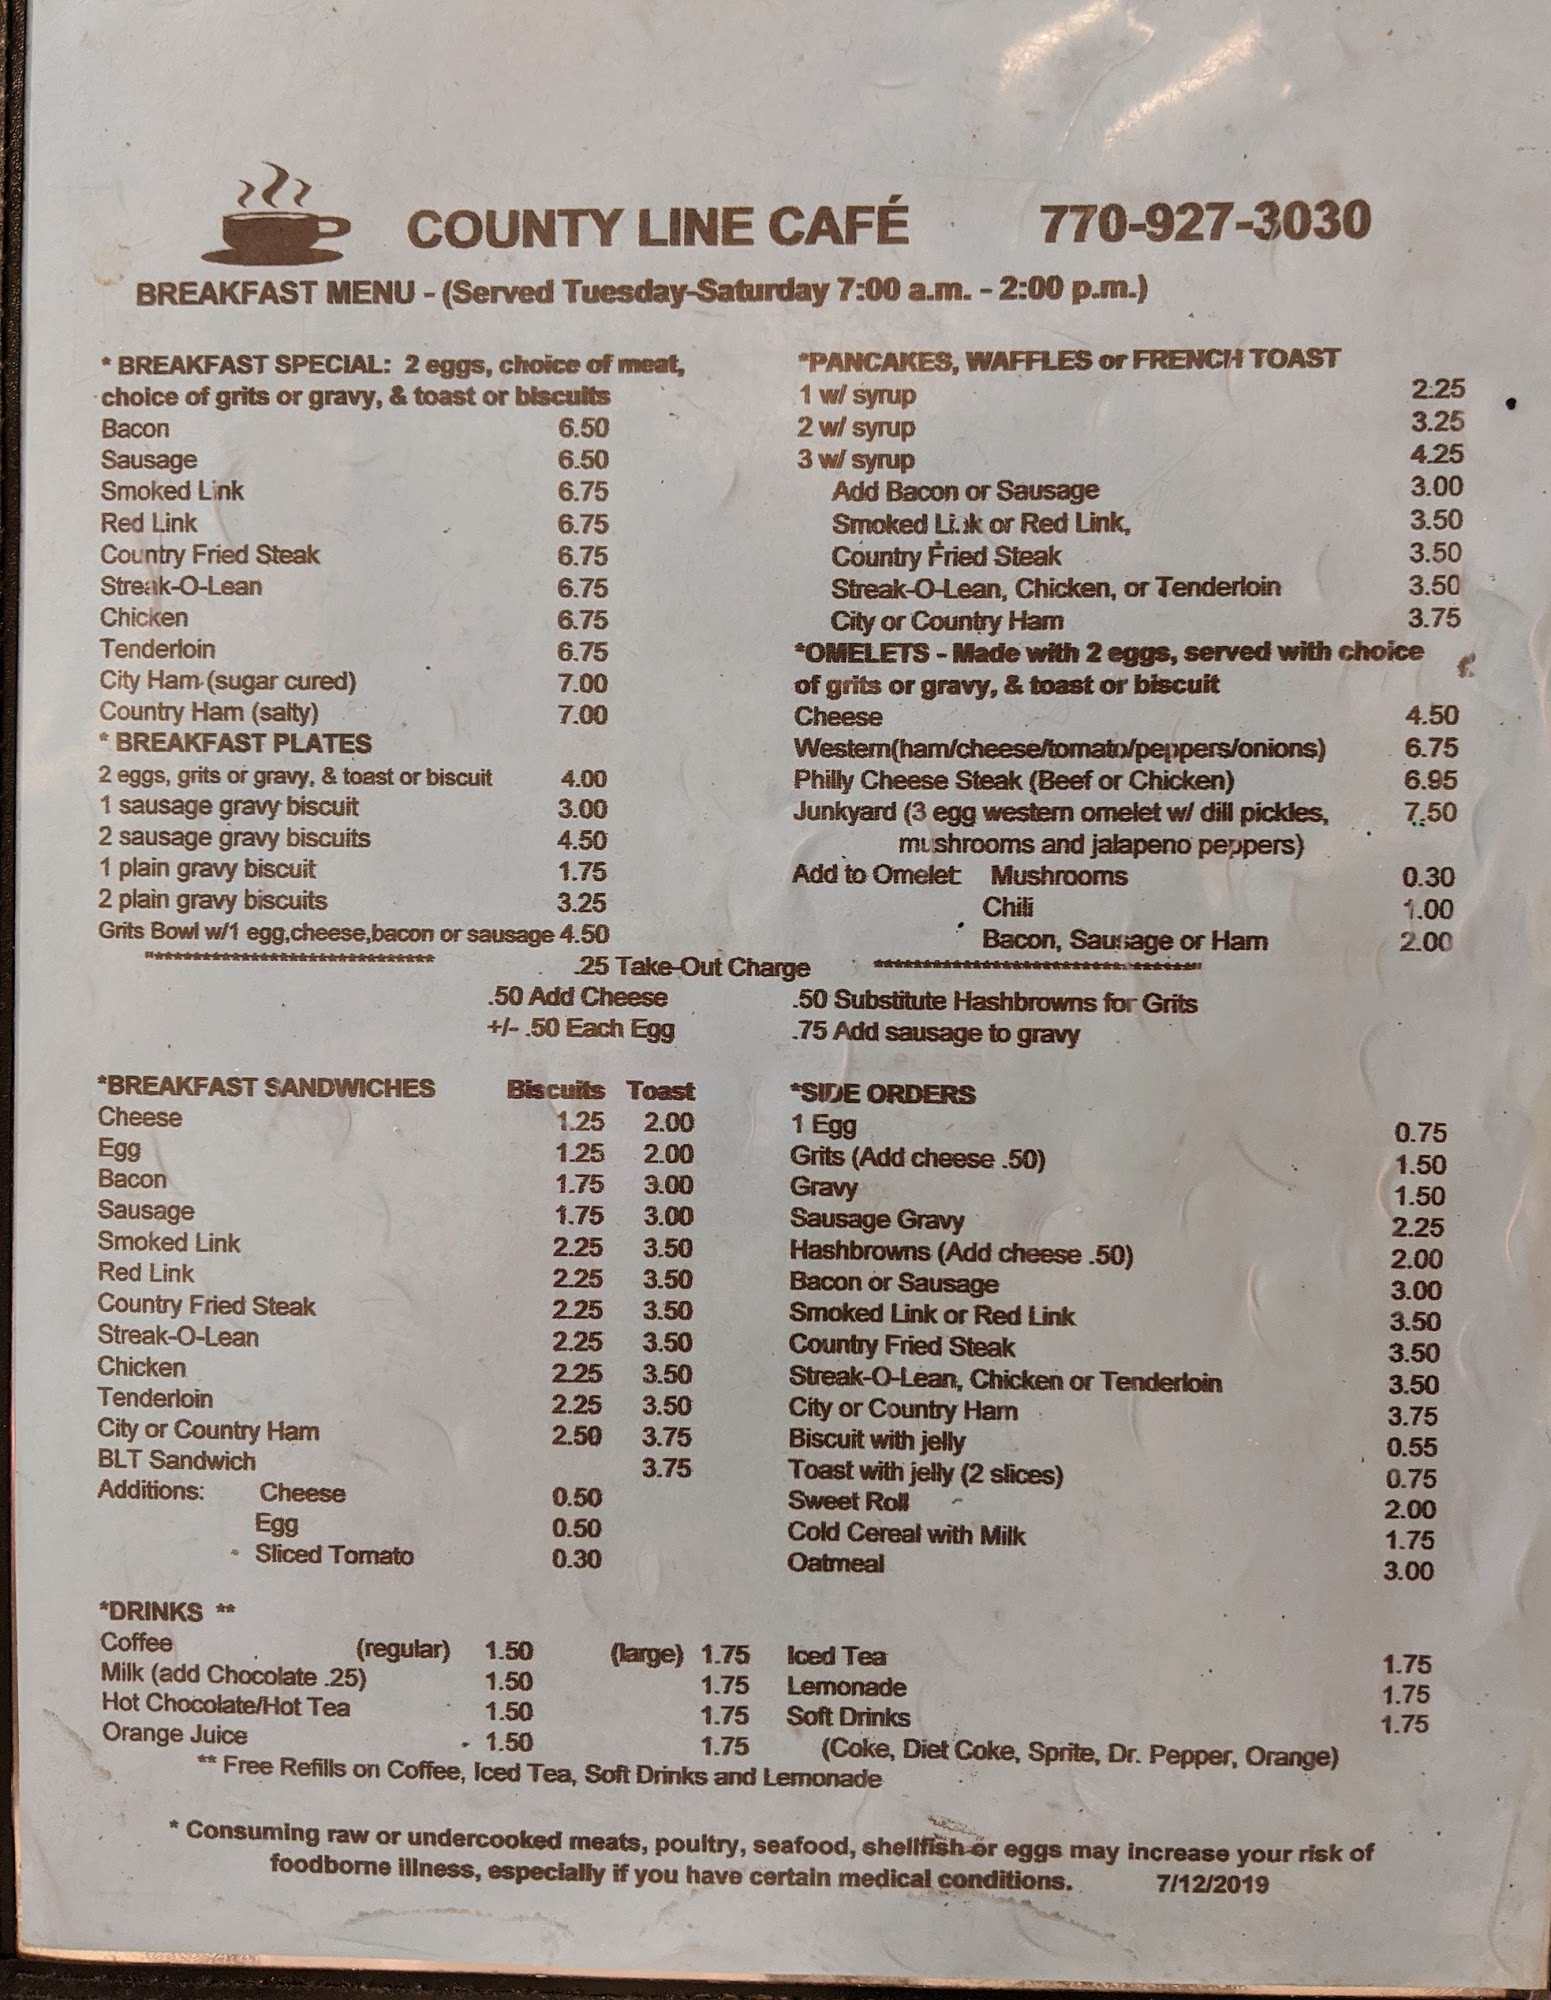 COUNTY LINE CAFÉ 770-927-3030
BREAKFAST MENU - (Served Tuesday-Saturday 7:00 a.m. - 2:00 p.m.)
* BREAKFAST SPECIAL: 2 eggs, choice of meat,
choice of grits or gravy, & toast or biscuits
Bacon 6.50
Sausage 6.50
Smoked Link 6.75
Red Link 6.75
Country Fried Steak 6.75
Streak-O-Lean 6.75
Chicken 6.75
Tenderloin 6.75
City Ham (sugar cured) 7.00
Country Ham (salty) 7.00
* BREAKFAST PLATES
2 eggs, grits or gravy, & toast or biscuit 4.00
1 sausage gravy biscuit 3.00
2 sausage gravy biscuits 4.50
1 plain gravy biscuit 1.75
2 plain gravy biscuits 3.25
Grits Bowl w/1 egg,cheese,bacon or sausage 4.50
*PANCAKES, WAFFLES or FRENCH TOAST
1 w/ syrup 2.25
2 w/ syrup 3.25
3 w/ syrup 4.25
Add Bacon or Sausage 3.00
Smoked Link or Red Link, 3.50
Country Fried Steak 3.50
Streak-O-Lean, Chicken, or Tenderloin 3.50
City or Country Ham 3.75
*OMELETS - Made with 2 eggs, served with choice
of grits or gravy, & toast or biscuit
Cheese 4.50
Western(ham/cheese/tomato/peppers/onions) 6.75
Philly Cheese Steak (Beef or Chicken) 6.95
Junkyard (3 egg western omelet w/ dill pickles, 7.50
mushrooms and jalapeno peppers)
Add to Omelet: Mushrooms 0.30
Chili 1.00
Bacon, Sausage or Ham 2.00
.25 Take-Out Charge
.50 Add Cheese .50 Substitute Hashbrowns for Grits
+/- .50 Each Egg .75 Add sausage to gravy
*BREAKFAST SANDWICHES Biscuits Toast
Cheese 1.25 2.00
Egg 1.25 2.00
Bacon 1.75 3.00
Sausage 1.75 3.00
Smoked Link 2.25 3.50
Red Link 2.25 3.50
Country Fried Steak 2.25 3.50
Streak-O-Lean 2.25 3.50
Chicken 2.25 3.50
Tenderloin 2.25 3.50
City or Country Ham 2.50 3.75
BLT Sandwich 3.75
Additions: Cheese 0.50
Egg 0.50
Sliced Tomato 0.30
*SIDE ORDERS
1 Egg 0.75
Grits (Add cheese .50) 1.50
Gravy 1.50
Sausage Gravy 2.25
Hashbrowns (Add cheese .50) 2.00
Bacon or Sausage 3.00
Smoked Link or Red Link 3.50
Country Fried Steak 3.50
Streak-O-Lean, Chicken or Tenderloin 3.50
City or Country Ham 3.75
Biscuit with jelly 0.55
Toast with jelly (2 slices) 0.75
Sweet Roll 2.00
Cold Cereal with Milk 1.75
Oatmeal 3.00
*DRINKS **
Coffee (regular) 1.50 (large) 1.75
Milk (add Chocolate .25) 1.50 1.75
Hot Chocolate/Hot Tea 1.50 1.75
Orange Juice 1.50 1.75
Iced Tea 1.75
Lemonade 1.75
Soft Drinks 1.75
(Coke, Diet Coke, Sprite, Dr. Pepper, Orange)
** Free Refills on Coffee, Iced Tea, Soft Drinks and Lemonade
* Consuming raw or undercooked meats, poultry, seafood, shellfish or eggs may increase your risk of
foodborne illness, especially if you have certain medical conditions. 7/12/2019